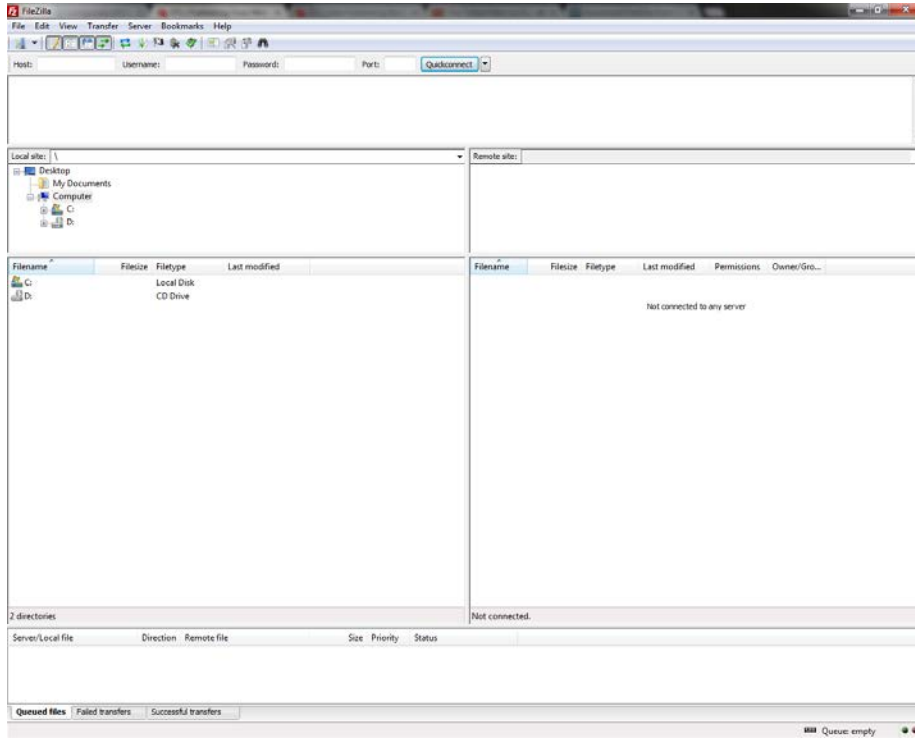 FileZilla
File Edit View Transfer Server Bookmarks Help
Host: Username: Password: Port: Quickconnect
Local site: \ Remote site:
Desktop
My Documents
Computer
C:
D:
Filename Filesize Filetype Last modified
C: Local Disk
D: CD Drive
2 directories
Filename Filesize Filetype Last modified Permissions Owner/Gro...
Not connected to any server
Not connected.
Server/Local file Direction Remote file Size Priority Status
Queued files Failed transfers Successful transfers
Queue: empty